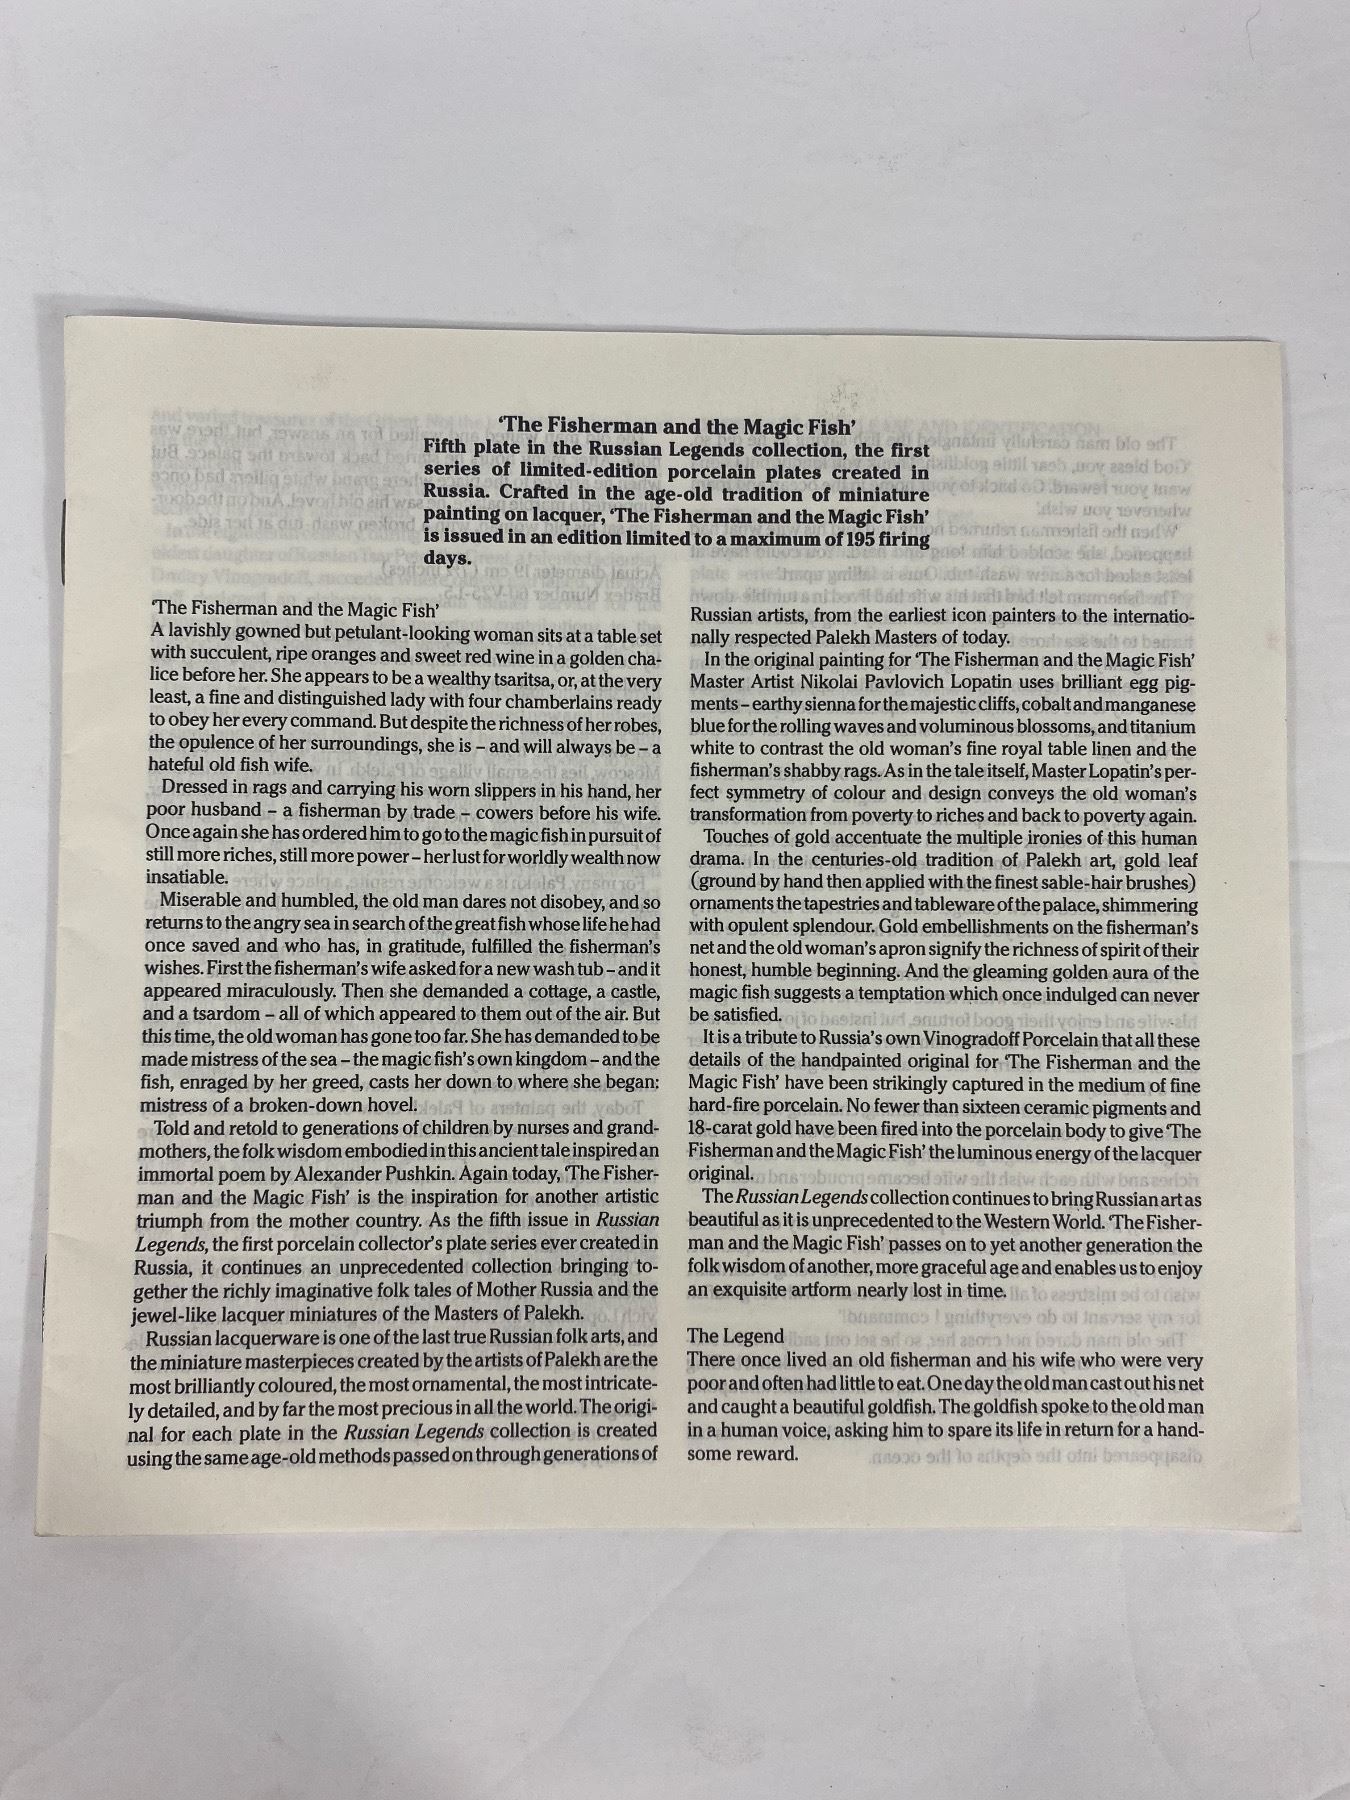 ‘The Fisherman and the Magic Fish’
Fifth plate in the Russian Legends collection, the first
series of limited-edition porcelain plates created in
Russia. Crafted in the age-old tradition of miniature
painting on lacquer, ‘The Fisherman and the Magic Fish’
is issued in an edition limited to a maximum of 195 firing
days.
‘The Fisherman and the Magic Fish’
A lavishly gowned but petulant-looking woman sits at a table set
with succulent, ripe oranges and sweet red wine in a golden cha-
lice before her. She appears to be a wealthy tsaritsa, or, at the very
least, a fine and distinguished lady with four chamberlains ready
to obey her every command. But despite the richness of her robes,
the opulence of her surroundings, she is – and will always be – a
hateful old fish wife.
Dressed in rags and carrying his worn slippers in his hand, her
poor husband – a fisherman by trade – cowers before his wife.
Once again she has ordered him to go to the magic fish in pursuit of
still more riches, still more power – her lust for worldly wealth now
insatiable.
Miserable and humbled, the old man dares not disobey, and so
returns to the angry sea in search of the great fish whose life he had
once saved and who has, in gratitude, fulfilled the fisherman’s
wishes. First the fisherman’s wife asked for a new wash tub – and it
appeared miraculously. Then she demanded a cottage, a castle,
and a tsardom – all of which appeared to them out of the air. But
this time, the old woman has gone too far. She has demanded to be
made mistress of the sea – the magic fish’s own kingdom – and the
fish, enraged by her greed, casts her down to where she began:
mistress of a broken-down hovel.
Told and retold to generations of children by nurses and grand-
mothers, the folk wisdom embodied in this ancient tale inspired an
immortal poem by Alexander Pushkin. Again today, ‘The Fisher-
man and the Magic Fish’ is the inspiration for another artistic
triumph from the mother country. As the fifth issue in Russian
Legends, the first porcelain collector’s plate series ever created in
Russia, it continues an unprecedented collection bringing to-
gether the richly imaginative folk tales of Mother Russia and the
jewel-like lacquer miniatures of the Masters of Palekh.
Russian lacquerware is one of the last true Russian folk arts, and
the miniature masterpieces created by the artists of Palekh are the
most brilliantly coloured, the most ornamental, the most intricate-
ly detailed, and by far the most precious in all the world. The origi-
nal for each plate in the Russian Legends collection is created
using the same age-old methods passed on through generations of
Russian artists, from the earliest icon painters to the internatio-
nally respected Palekh Masters of today.
In the original painting for ‘The Fisherman and the Magic Fish’
Master Artist Nikolai Pavlovich Lopatin uses brilliant egg pig-
ments – earthy sienna for the majestic cliffs, cobalt and manganese
blue for the rolling waves and voluminous blossoms, and titanium
white to contrast the old woman’s fine royal table linen and the
fisherman’s shabby rags. As in the tale itself, Master Lopatin’s per-
fect symmetry of colour and design conveys the old woman’s
transformation from poverty to riches and back to poverty again.
Touches of gold accentuate the multiple ironies of this human
drama. In the centuries-old tradition of Palekh art, gold leaf
(ground by hand then applied with the finest sable-hair brushes)
ornaments the tapestries and tableware of the palace, shimmering
with opulent splendour. Gold embellishments on the fisherman’s
net and the old woman’s apron signify the richness of spirit of their
honest, humble beginning. And the gleaming golden aura of the
magic fish suggests a temptation which once indulged can never
be satisfied.
It is a tribute to Russia’s own Vinogradoff Porcelain that all these
details of the handpainted original for ‘The Fisherman and the
Magic Fish’ have been strikingly captured in the medium of fine
hard-fire porcelain. No fewer than sixteen ceramic pigments and
18-carat gold have been fired into the porcelain body to give ‘The
Fisherman and the Magic Fish’ the luminous energy of the lacquer
original.
The Russian Legends collection continues to bring Russian art as
beautiful as it is unprecedented to the Western World. ‘The Fisher-
man and the Magic Fish’ passes on to yet another generation the
folk wisdom of another, more graceful age and enables us to enjoy
an exquisite artform nearly lost in time.
The Legend
There once lived an old fisherman and his wife who were very
poor and often had little to eat. One day the old man cast out his net
and caught a beautiful goldfish. The goldfish spoke to the old man
in a human voice, asking him to spare its life in return for a hand-
some reward.